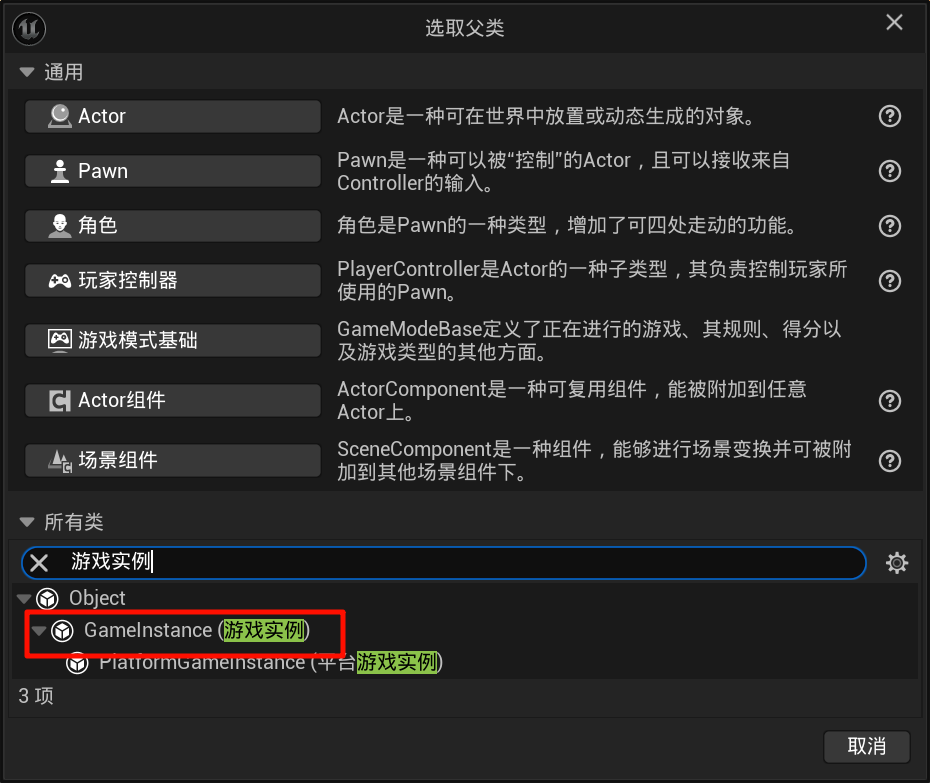 选取父类
通用
Actor
Actor是一种可在世界中放置或动态生成的对象。
Pawn
Pawn是一种可以被“控制”的Actor，且可以接收来自
Controller的输入。
角色
角色是Pawn的一种类型，增加了可四处走动的功能。
玩家控制器
PlayerController是Actor的一种子类型，其负责控制玩家所
使用的Pawn。
游戏模式基础
GameModeBase定义了正在进行的游戏、其规则、得分以
及游戏类型的其他方面。
Actor组件
ActorComponent是一种可复用组件，能被附加到任意
Actor上。
场景组件
SceneComponent是一种组件，能够进行场景变换并可被附
加到其他场景组件下。
所有类
游戏实例
Object
GameInstance (游戏实例)
PlatformGameInstance (平台游戏实例)
3 项
取消